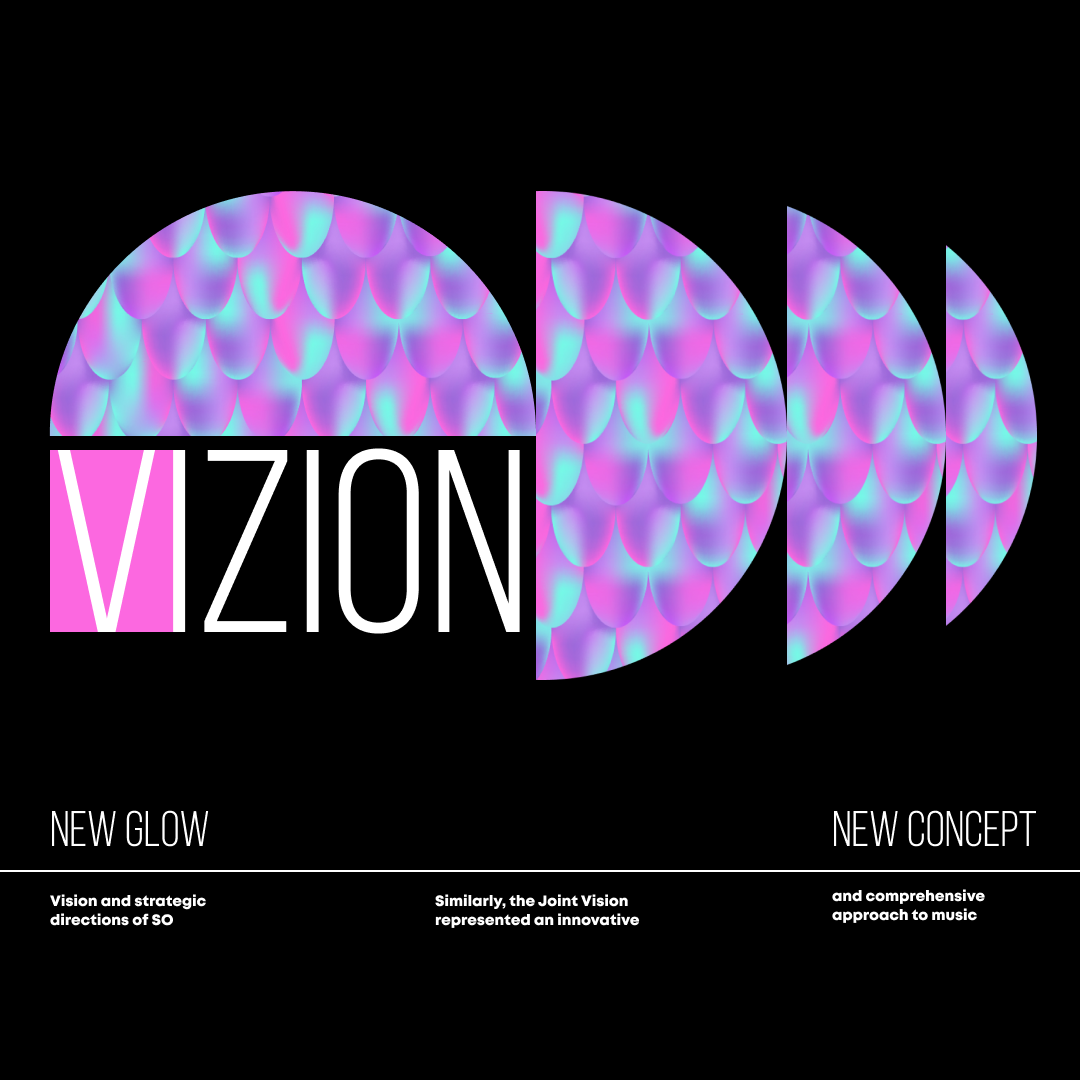 VIZION
NEW GLOW
NEW CONCEPT
Vision and strategic
directions of SO
Similarly, the Joint Vision
represented an innovative
and comprehensive
approach to music